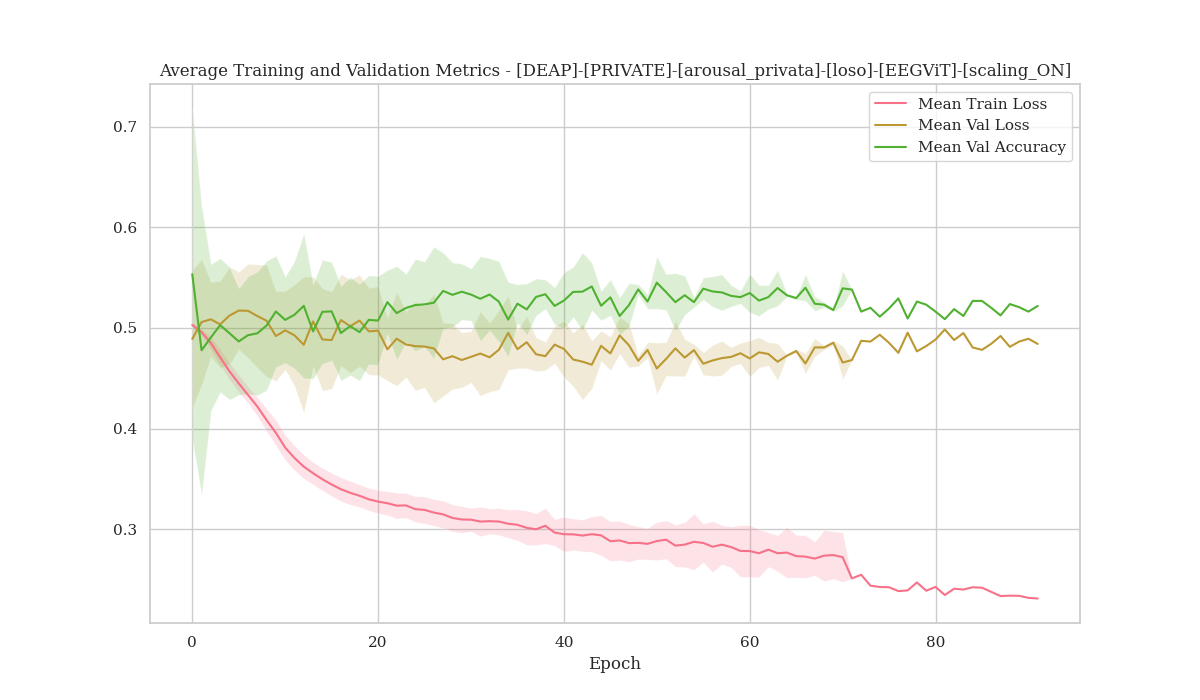 Average Training and Validation Metrics - [DEAP]-[PRIVATE]-[arousal_privata]-[loso]-[EEGViT]-[scaling_ON]
Mean Train Loss
Mean Val Loss
Mean Val Accuracy
0.7
0.6
0.5
0.4
0.3
0 20 40 60 80
Epoch